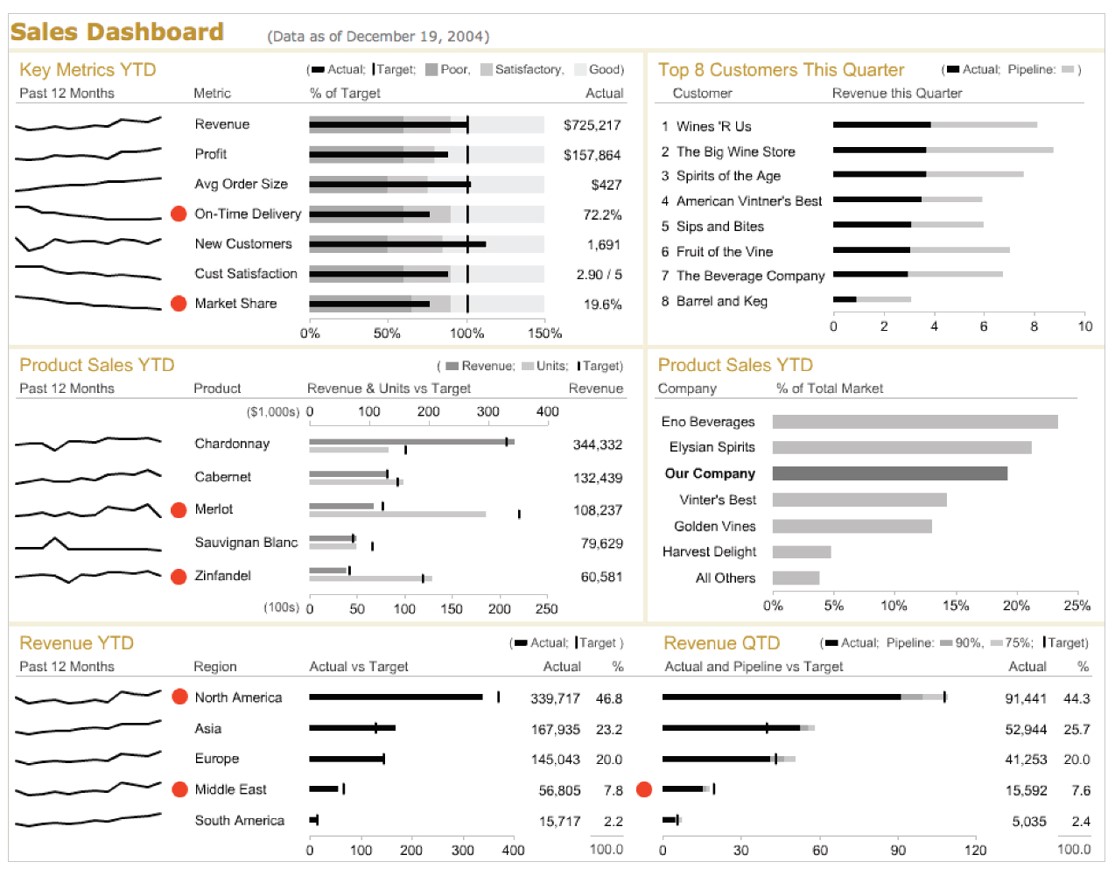 Sales Dashboard (Data as of December 19, 2004)
Key Metrics YTD (Actual; Target; Poor, Satisfactory, Good)
Past 12 Months Metric % of Target Actual
Revenue $725,217
Profit $157,864
Avg Order Size $427
On-Time Delivery 72.2%
New Customers 1,691
Cust Satisfaction 2.90 / 5
Market Share 19.6%
0% 50% 100% 150%
Top 8 Customers This Quarter (Actual; Pipeline: )
Customer Revenue this Quarter
1 Wines 'R Us
2 The Big Wine Store
3 Spirits of the Age
4 American Vintner's Best
5 Sips and Bites
6 Fruit of the Vine
7 The Beverage Company
8 Barrel and Keg
0 2 4 6 8 10
Product Sales YTD ( Revenue; Units; Target)
Past 12 Months Product Revenue & Units vs Target Revenue
($1,000s) 0 100 200 300 400
Chardonnay 344,332
Cabernet 132,439
Merlot 108,237
Sauvignan Blanc 79,629
Zinfandel 60,581
(100s) 0 50 100 150 200 250
Product Sales YTD
Company % of Total Market
Eno Beverages
Elysian Spirits
Our Company
Vinter's Best
Golden Vines
Harvest Delight
All Others
0% 5% 10% 15% 20% 25%
Revenue YTD (Actual; Target )
Past 12 Months Region Actual vs Target Actual %
North America 339,717 46.8
Asia 167,935 23.2
Europe 145,043 20.0
Middle East 56,805 7.8
South America 15,717 2.2
0 100 200 300 400 100.0
Revenue QTD (Actual; Pipeline: 90%, 75%; Target)
Actual and Pipeline vs Target Actual %
91,441 44.3
52,944 25.7
41,253 20.0
15,592 7.6
5,035 2.4
0 30 60 90 120 100.0